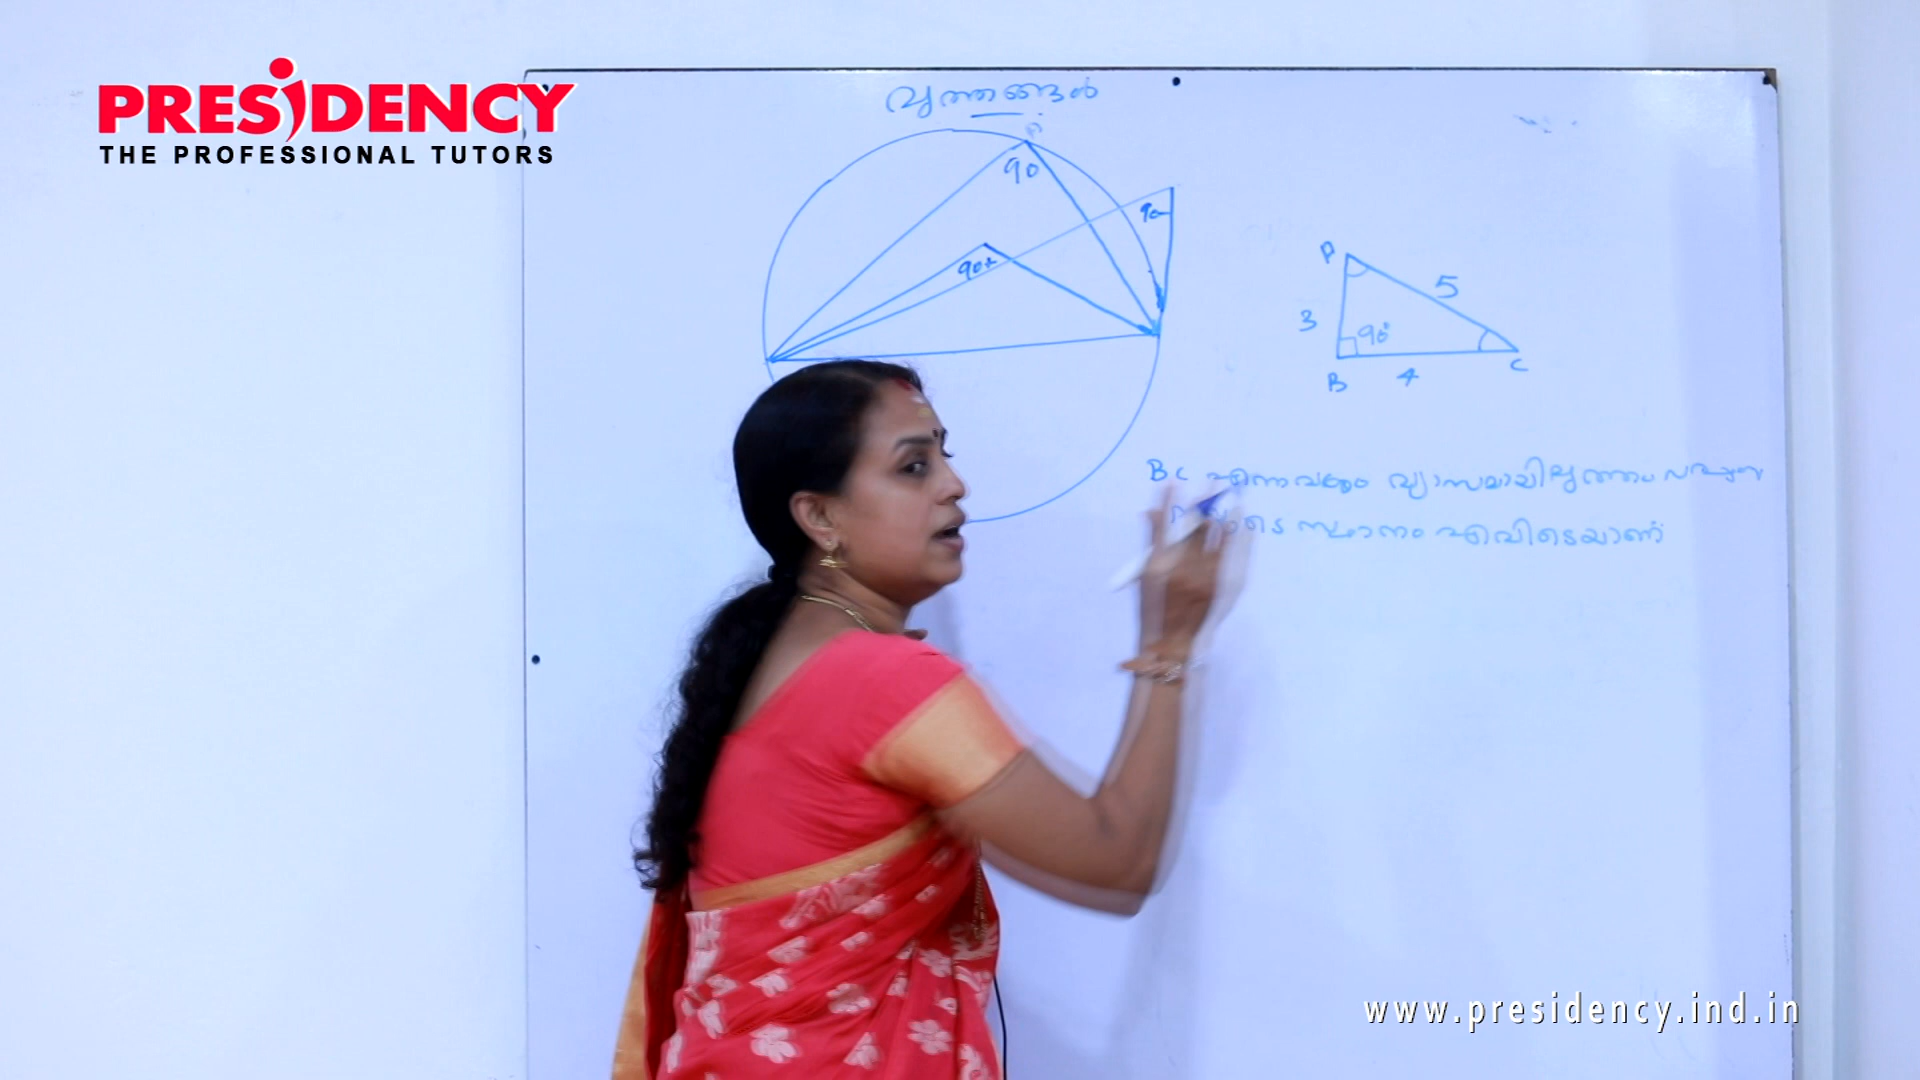 PRESiDENCY
THE PROFESSIONAL TUTORS
വൃത്തങ്ങൾ
90
90-
90+
A
5
3
90°
B
4
C
BC എന്നവശം വ്യാസമായി വൃത്തം വരച്ചാൽ
സ്ഥാനം എവിടെയാണ്
www.presidency.ind.in